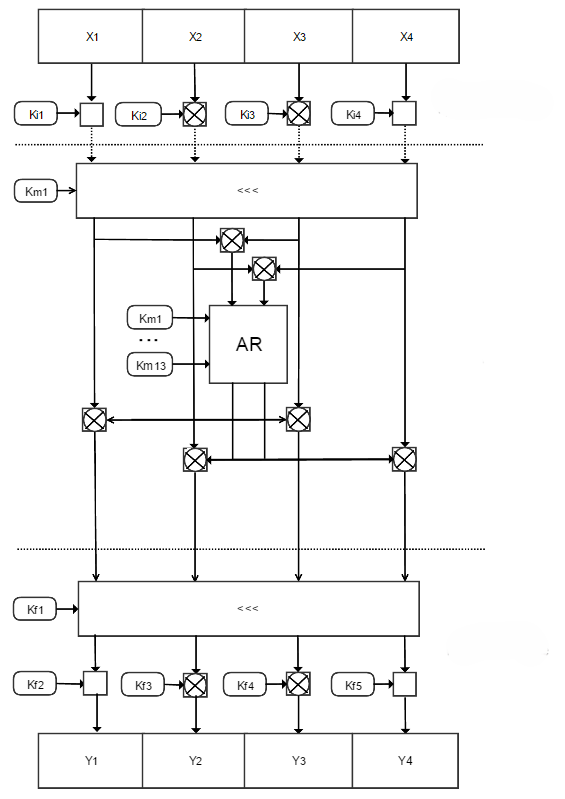 X1 X2 X3 X4
Ki1 Ki2 Ki3 Ki4
Km1 <<<
Km1
...
AR
Km13
Kf1 <<<
Kf2 Kf3 Kf4 Kf5
Y1 Y2 Y3 Y4